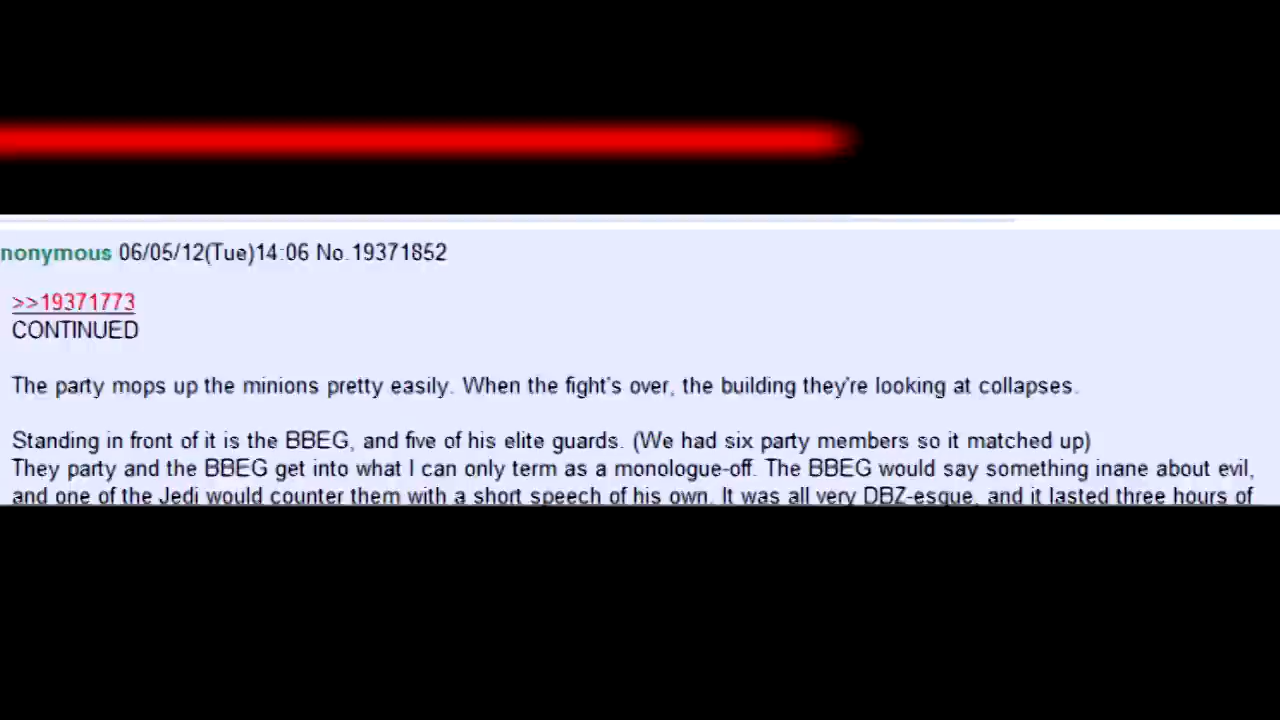 nonymous 06/05/12(Tue)14:06 No.19371852
>>19371773
CONTINUED
The party mops up the minions pretty easily. When the fight's over, the building they're looking at collapses.
Standing in front of it is the BBEG, and five of his elite guards. (We had six party members so it matched up)
They party and the BBEG get into what I can only term as a monologue-off. The BBEG would say something inane about evil,
and one of the Jedi would counter them with a short speech of his own. It was all very DBZ-esque, and it lasted three hours of